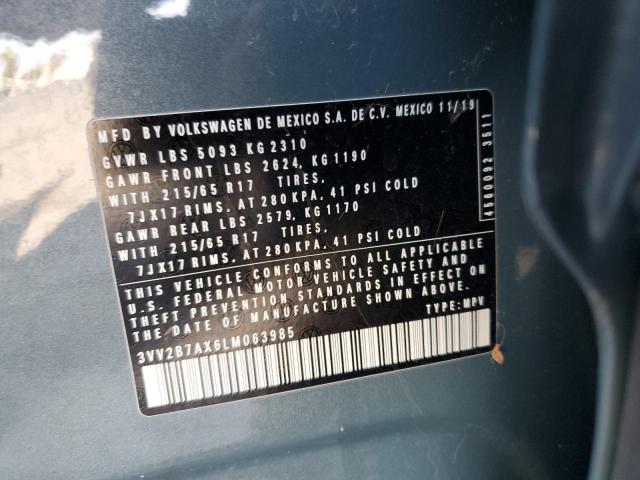 MFD BY VOLKSWAGEN DE MEXICO S.A. DE C.V. MEXICO 11/19
GVWR LBS 5093 KG 2310
GAWR FRONT LBS 2624, KG 1190
WITH 215/65 R17 TIRES,
7JX17 RIMS, AT 280 KPA, 41 PSI COLD
GAWR REAR LBS 2579, KG 1170
WITH 215/65 R17 TIRES,
7JX17 RIMS, AT 280 KPA, 41 PSI COLD
THIS VEHICLE CONFORMS TO ALL APPLICABLE
U.S. FEDERAL MOTOR VEHICLE SAFETY AND
THEFT PREVENTION STANDARDS IN EFFECT ON
THE DATE OF MANUFACTURE SHOWN ABOVE.
3VV2B7AX6LM063985 TYPE: MPV
4580092 3511